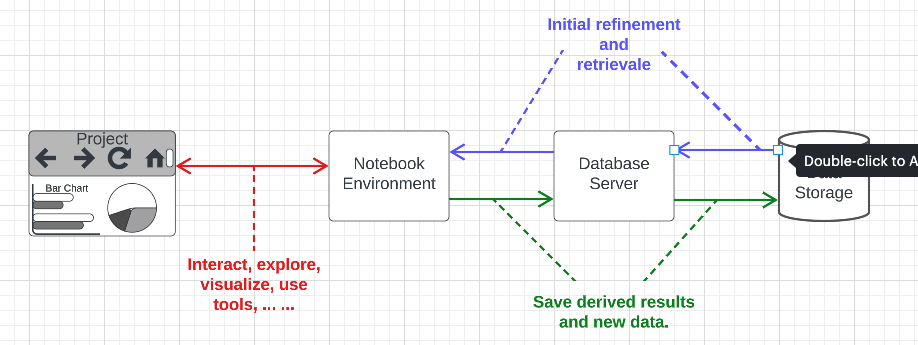 Initial refinement
and
retrievale
Project
Bar Chart
Notebook
Environment
Database
Server
Double-click to A
Storage
Interact, explore,
visualize, use
tools, ... ...
Save derived results
and new data.